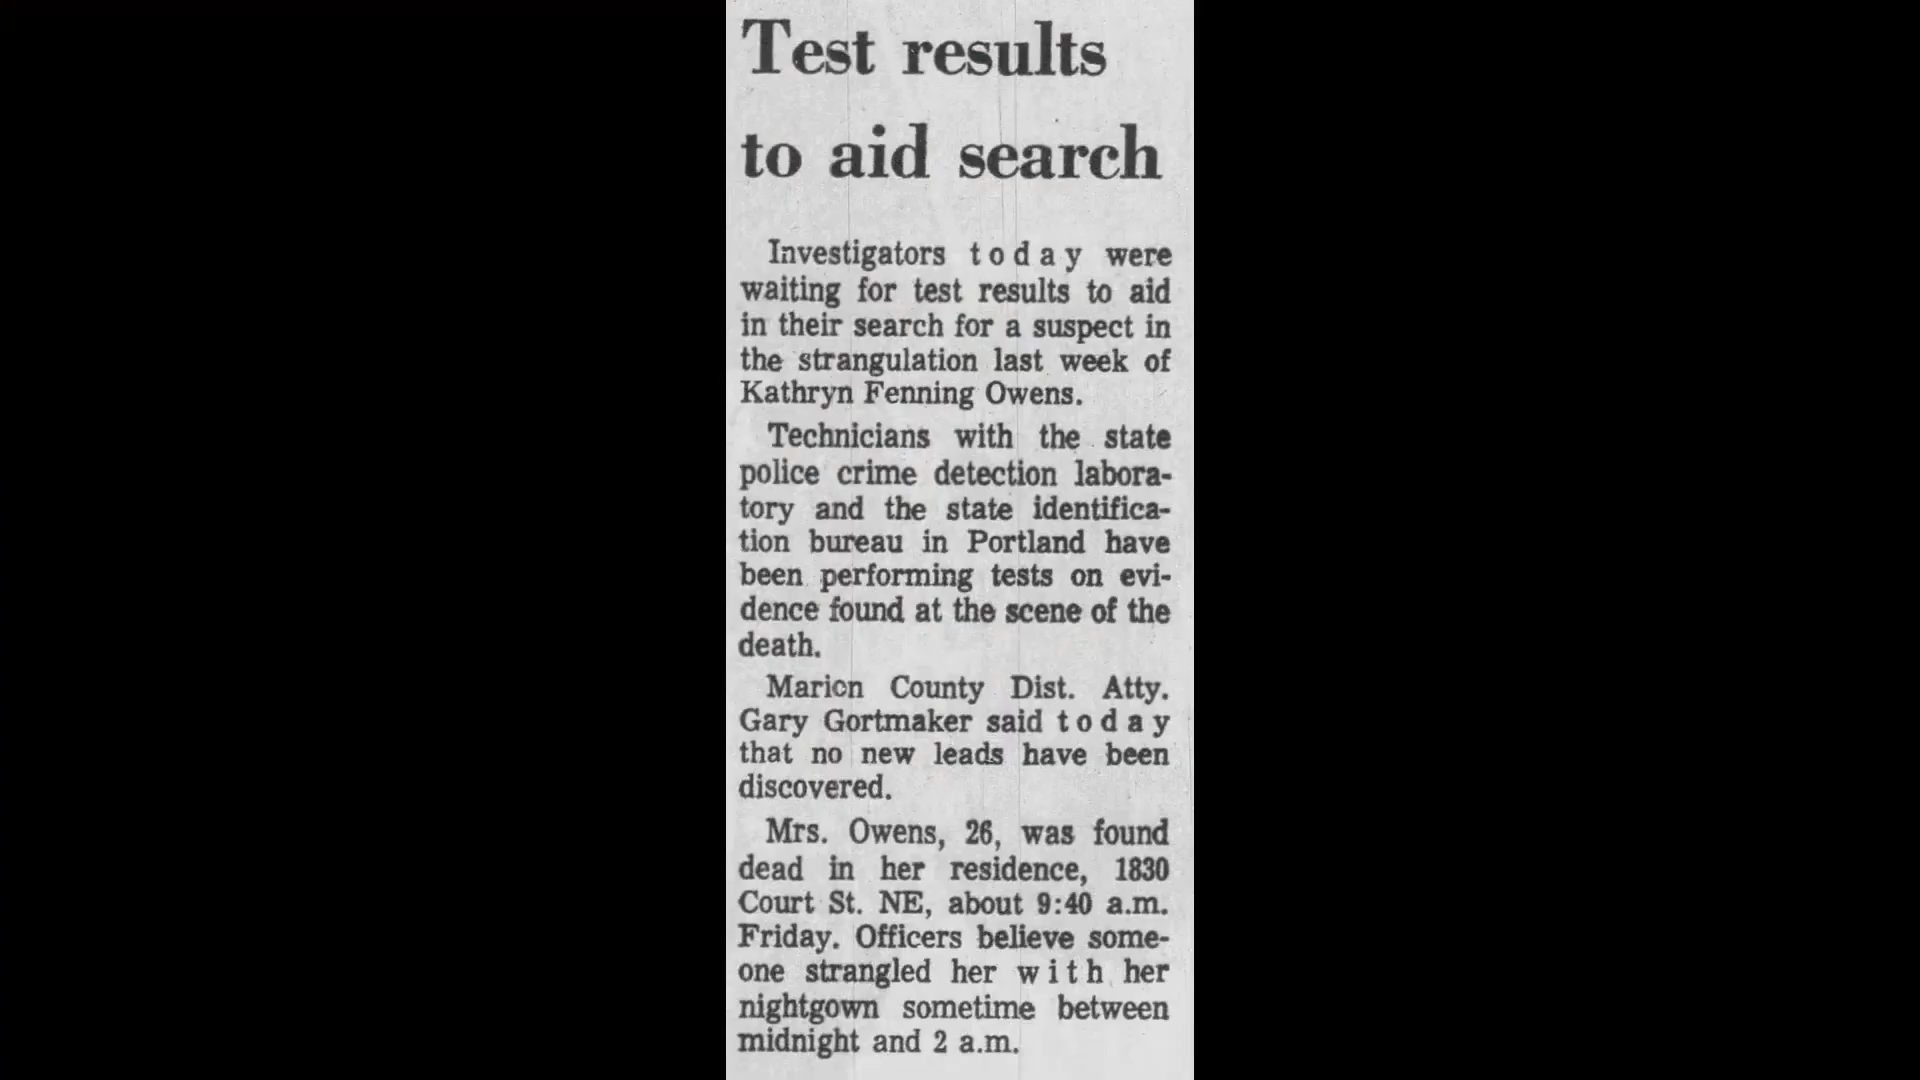 Test results
to aid search
Investigators today were
waiting for test results to aid
in their search for a suspect in
the strangulation last week of
Kathryn Fenning Owens.
Technicians with the state
police crime detection labora-
tory and the state identifica-
tion bureau in Portland have
been performing tests on evi-
dence found at the scene of the
death.
Marion County Dist. Atty.
Gary Gortmaker said today
that no new leads have been
discovered.
Mrs. Owens, 26, was found
dead in her residence, 1830
Court St. NE, about 9:40 a.m.
Friday. Officers believe some-
one strangled her with her
nightgown sometime between
midnight and 2 a.m.